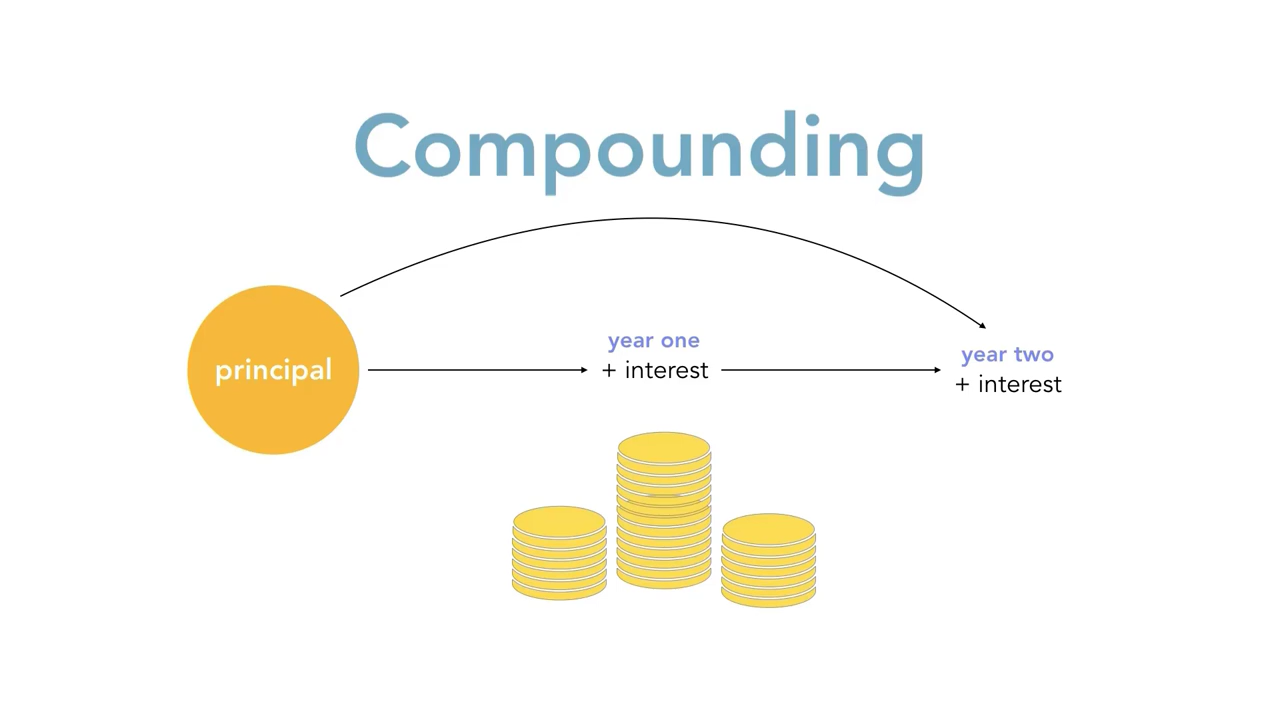 Compounding
principal
year one
+ interest
year two
+ interest